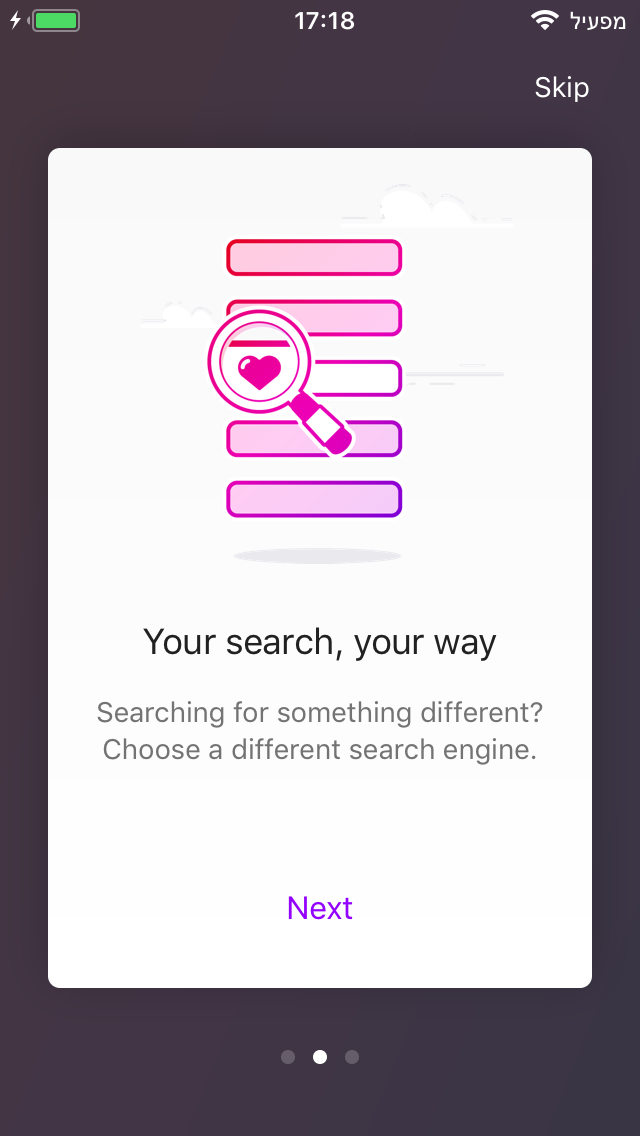 17:18
מפעיל
Skip
Your search, your way
Searching for something different?
Choose a different search engine.
Next